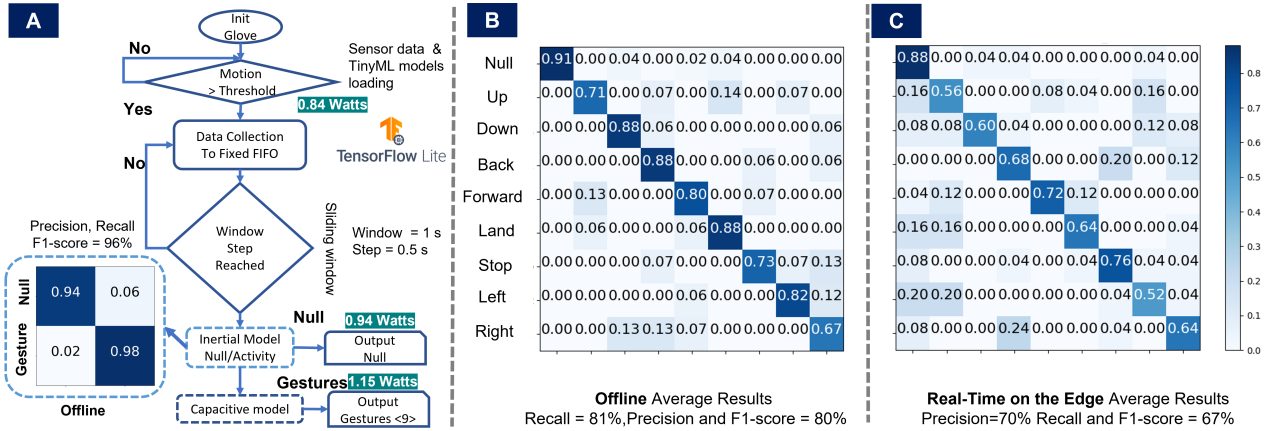 A
Init
Glove
No
Motion
> Threshold
Sensor data &
TinyML models
loading
0.84 Watts
Yes
Data Collection
To Fixed FIFO
TensorFlow Lite
No
Window
Step
Reached
Sliding window
Window = 1 s
Step = 0.5 s
Precision, Recall
F1-score = 96%
Null
0.94 0.06
Gesture
0.02 0.98
Offline
Inertial Model
Null/Activity
Null
0.94 Watts
Output
Null
Gestures
1.15 Watts
Capacitive model
Output
Gestures <9>
B
Null 0.91 0.00 0.04 0.00 0.02 0.04 0.00 0.00 0.00
Up 0.00 0.71 0.00 0.07 0.00 0.14 0.00 0.07 0.00
Down 0.00 0.00 0.88 0.06 0.00 0.00 0.00 0.00 0.06
Back 0.00 0.00 0.00 0.88 0.00 0.00 0.06 0.00 0.06
Forward 0.00 0.13 0.00 0.00 0.80 0.00 0.07 0.00 0.00
Land 0.00 0.06 0.00 0.06 0.00 0.88 0.00 0.00 0.00
Stop 0.00 0.00 0.00 0.07 0.00 0.00 0.73 0.07 0.13
Left 0.00 0.00 0.00 0.00 0.06 0.00 0.00 0.82 0.12
Right 0.00 0.00 0.13 0.13 0.07 0.00 0.00 0.00 0.67
Offline Average Results
Recall = 81%,Precision and F1-score = 80%
C
0.88 0.00 0.04 0.04 0.00 0.00 0.00 0.04 0.00
0.16 0.56 0.00 0.00 0.08 0.04 0.00 0.16 0.00
0.08 0.08 0.60 0.04 0.00 0.00 0.00 0.12 0.08
0.00 0.00 0.00 0.68 0.00 0.00 0.20 0.00 0.12
0.04 0.12 0.00 0.00 0.72 0.12 0.00 0.00 0.00
0.16 0.16 0.00 0.00 0.00 0.64 0.00 0.04 0.00
0.08 0.00 0.00 0.04 0.00 0.04 0.76 0.04 0.04
0.20 0.20 0.00 0.00 0.00 0.00 0.04 0.52 0.04
0.08 0.00 0.00 0.24 0.00 0.00 0.04 0.00 0.64
0.8
0.7
0.6
0.5
0.4
0.3
0.2
0.1
0.0
Real-Time on the Edge Average Results
Precision=70% Recall and F1-score = 67%